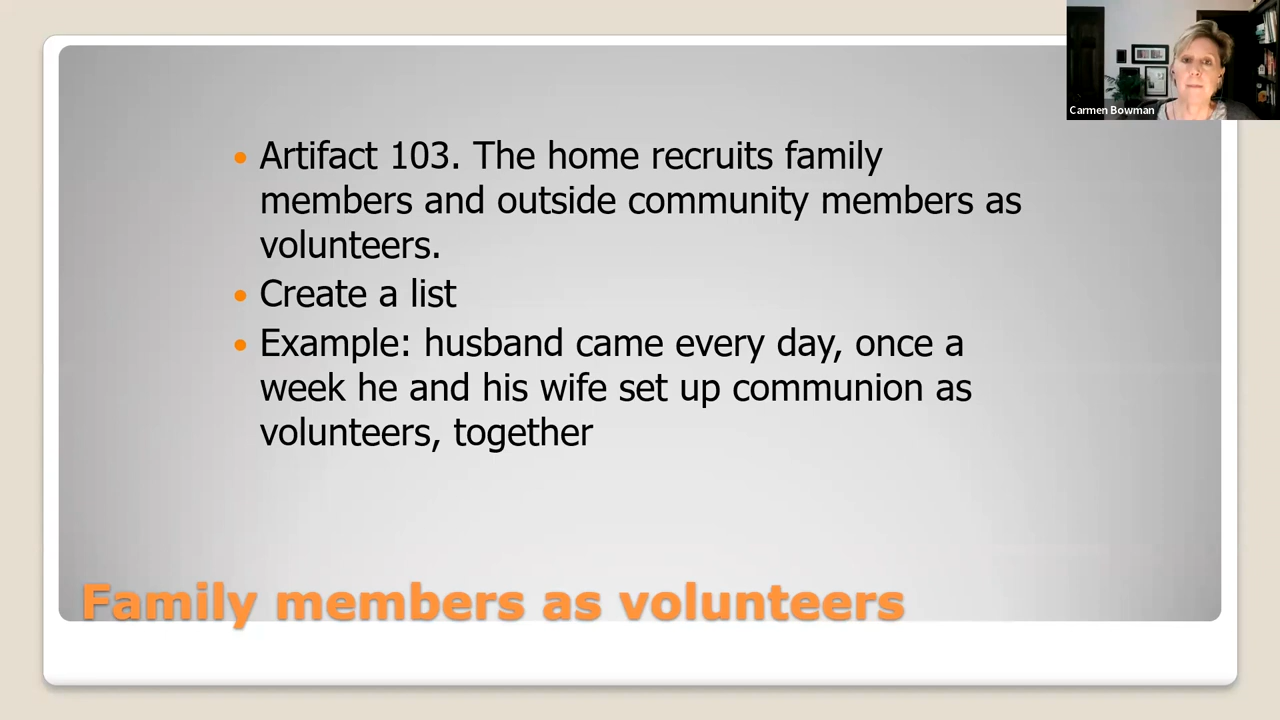 Carmen Bowman
• Artifact 103. The home recruits family
members and outside community members as
volunteers.
• Create a list
• Example: husband came every day, once a
week he and his wife set up communion as
volunteers, together
Family members as volunteers